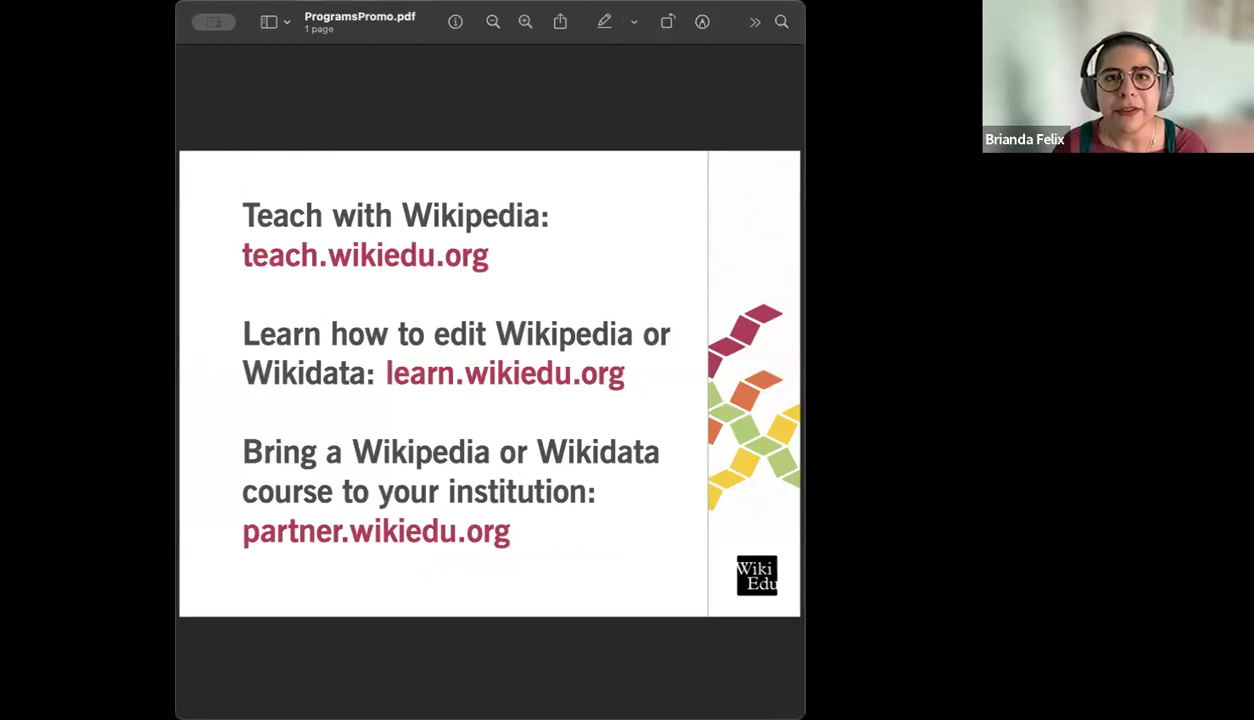 ProgramsPromo.pdf
1 page
Teach with Wikipedia:
teach.wikiedu.org
Learn how to edit Wikipedia or
Wikidata: learn.wikiedu.org
Bring a Wikipedia or Wikidata
course to your institution:
partner.wikiedu.org
Wiki
Edu
Brianda Felix